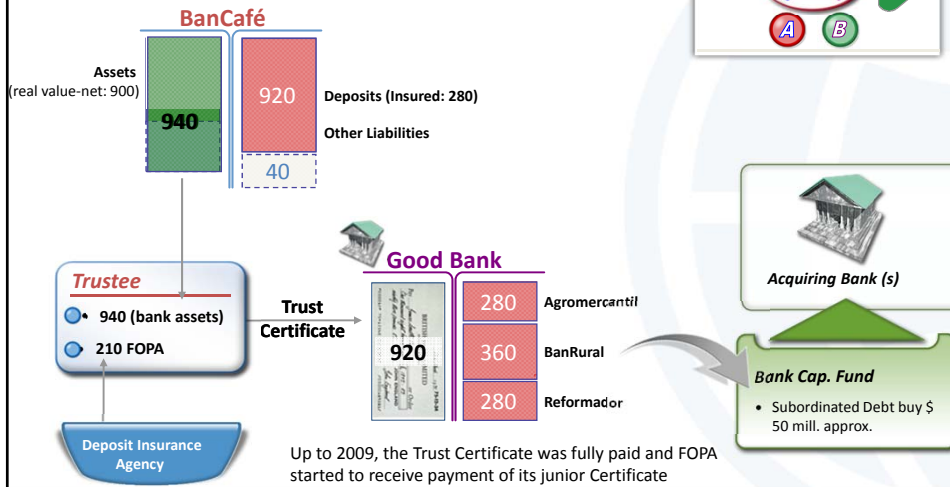 BanCafé
A B
Assets
(real value-net: 900)
940
920
Deposits (Insured: 280)
Other Liabilities
40
Trustee
940 (bank assets)
210 FOPA
Trust
Certificate
Good Bank
920
280
Agromercantil
360
BanRural
280
Reformador
Acquiring Bank (s)
Bank Cap. Fund
• Subordinated Debt buy $
50 mill. approx.
Deposit Insurance
Agency
Up to 2009, the Trust Certificate was fully paid and FOPA
started to receive payment of its junior Certificate